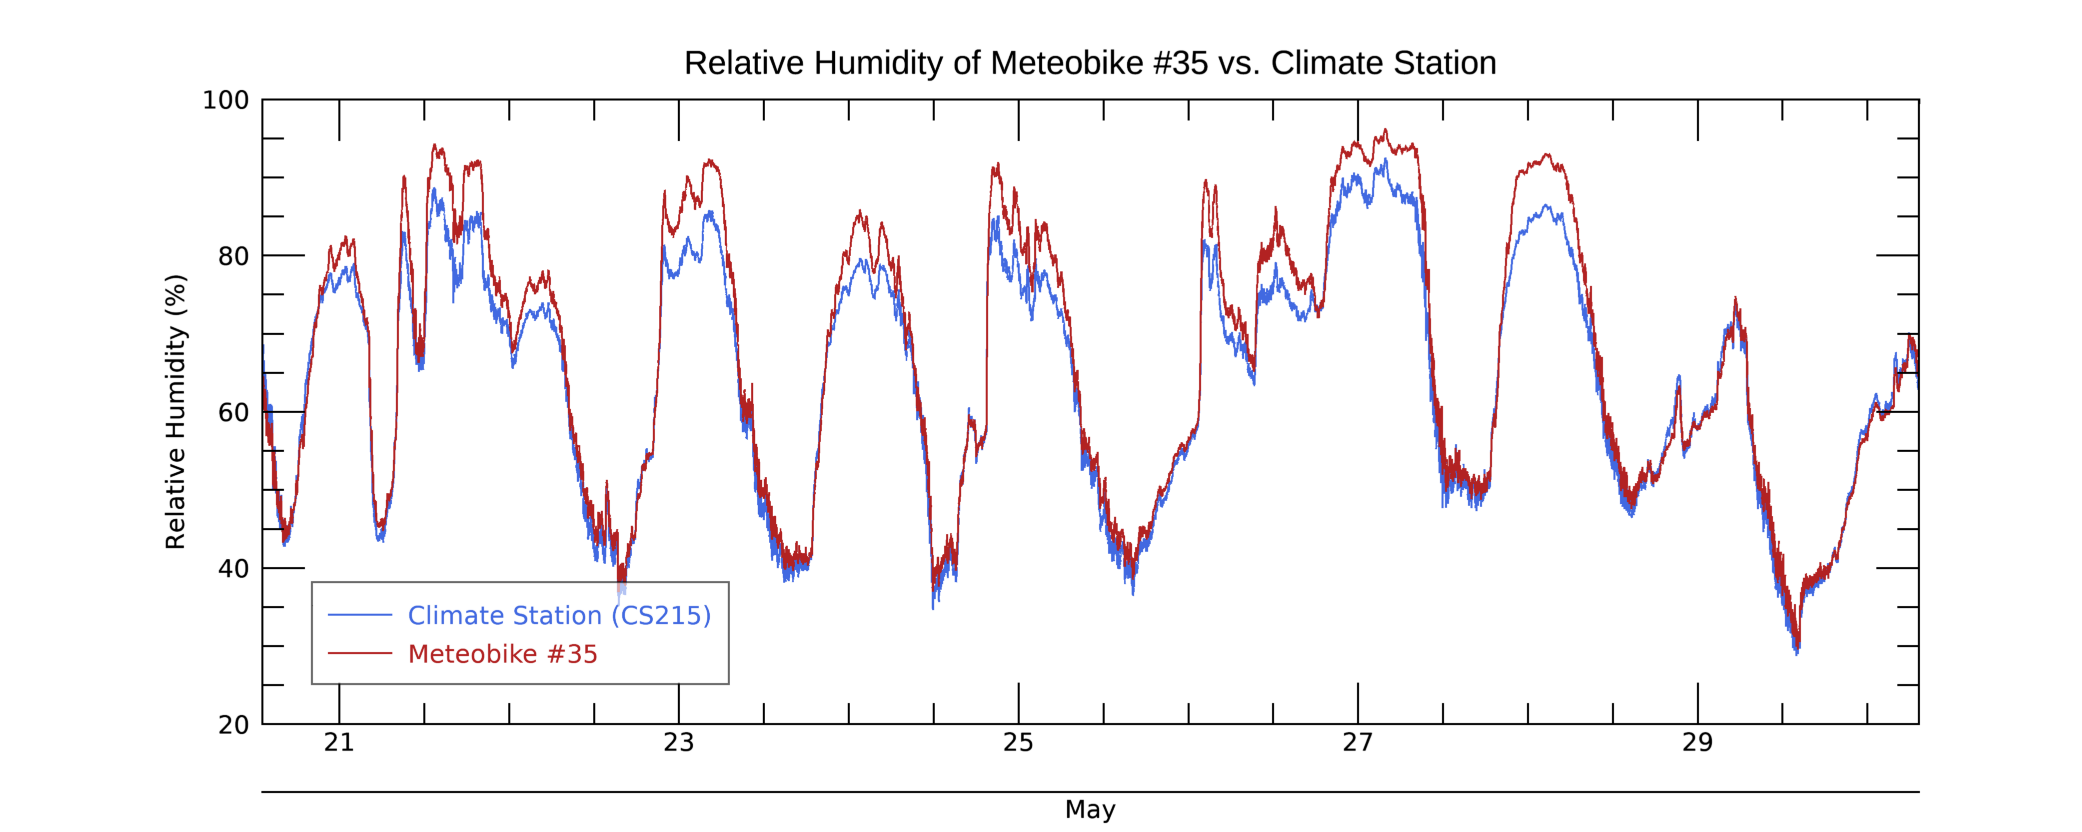 Relative Humidity of Meteobike #35 vs. Climate Station
Relative Humidity (%)
100
80
60
40
20
Climate Station (CS215)
Meteobike #35
21 23 25 27 29
May